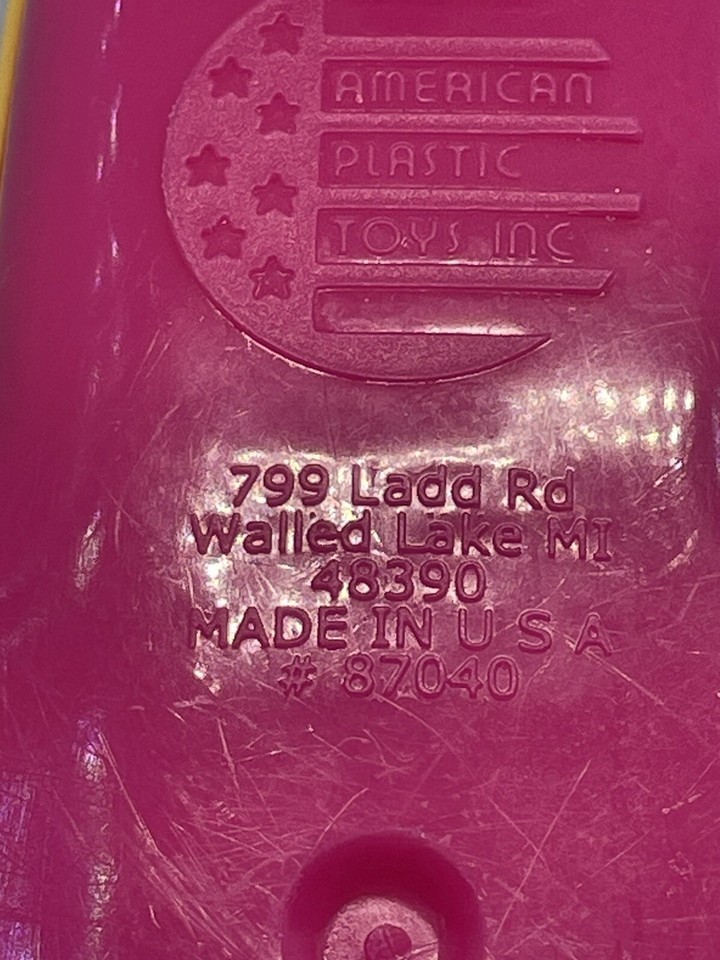 AMERICAN
PLASTIC
TOYS INC
799 Ladd Rd
Walled Lake MI
48390
MADE IN U S A
# 87040